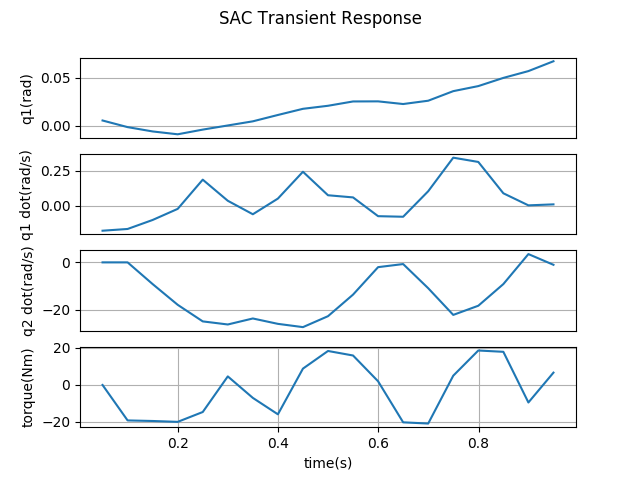 SAC Transient Response
q1(rad)
0.05
0.00
q1 dot(rad/s)
0.25
0.00
q2 dot(rad/s)
0
−20
torque(Nm)
20
0
−20
0.2 0.4 0.6 0.8
time(s)